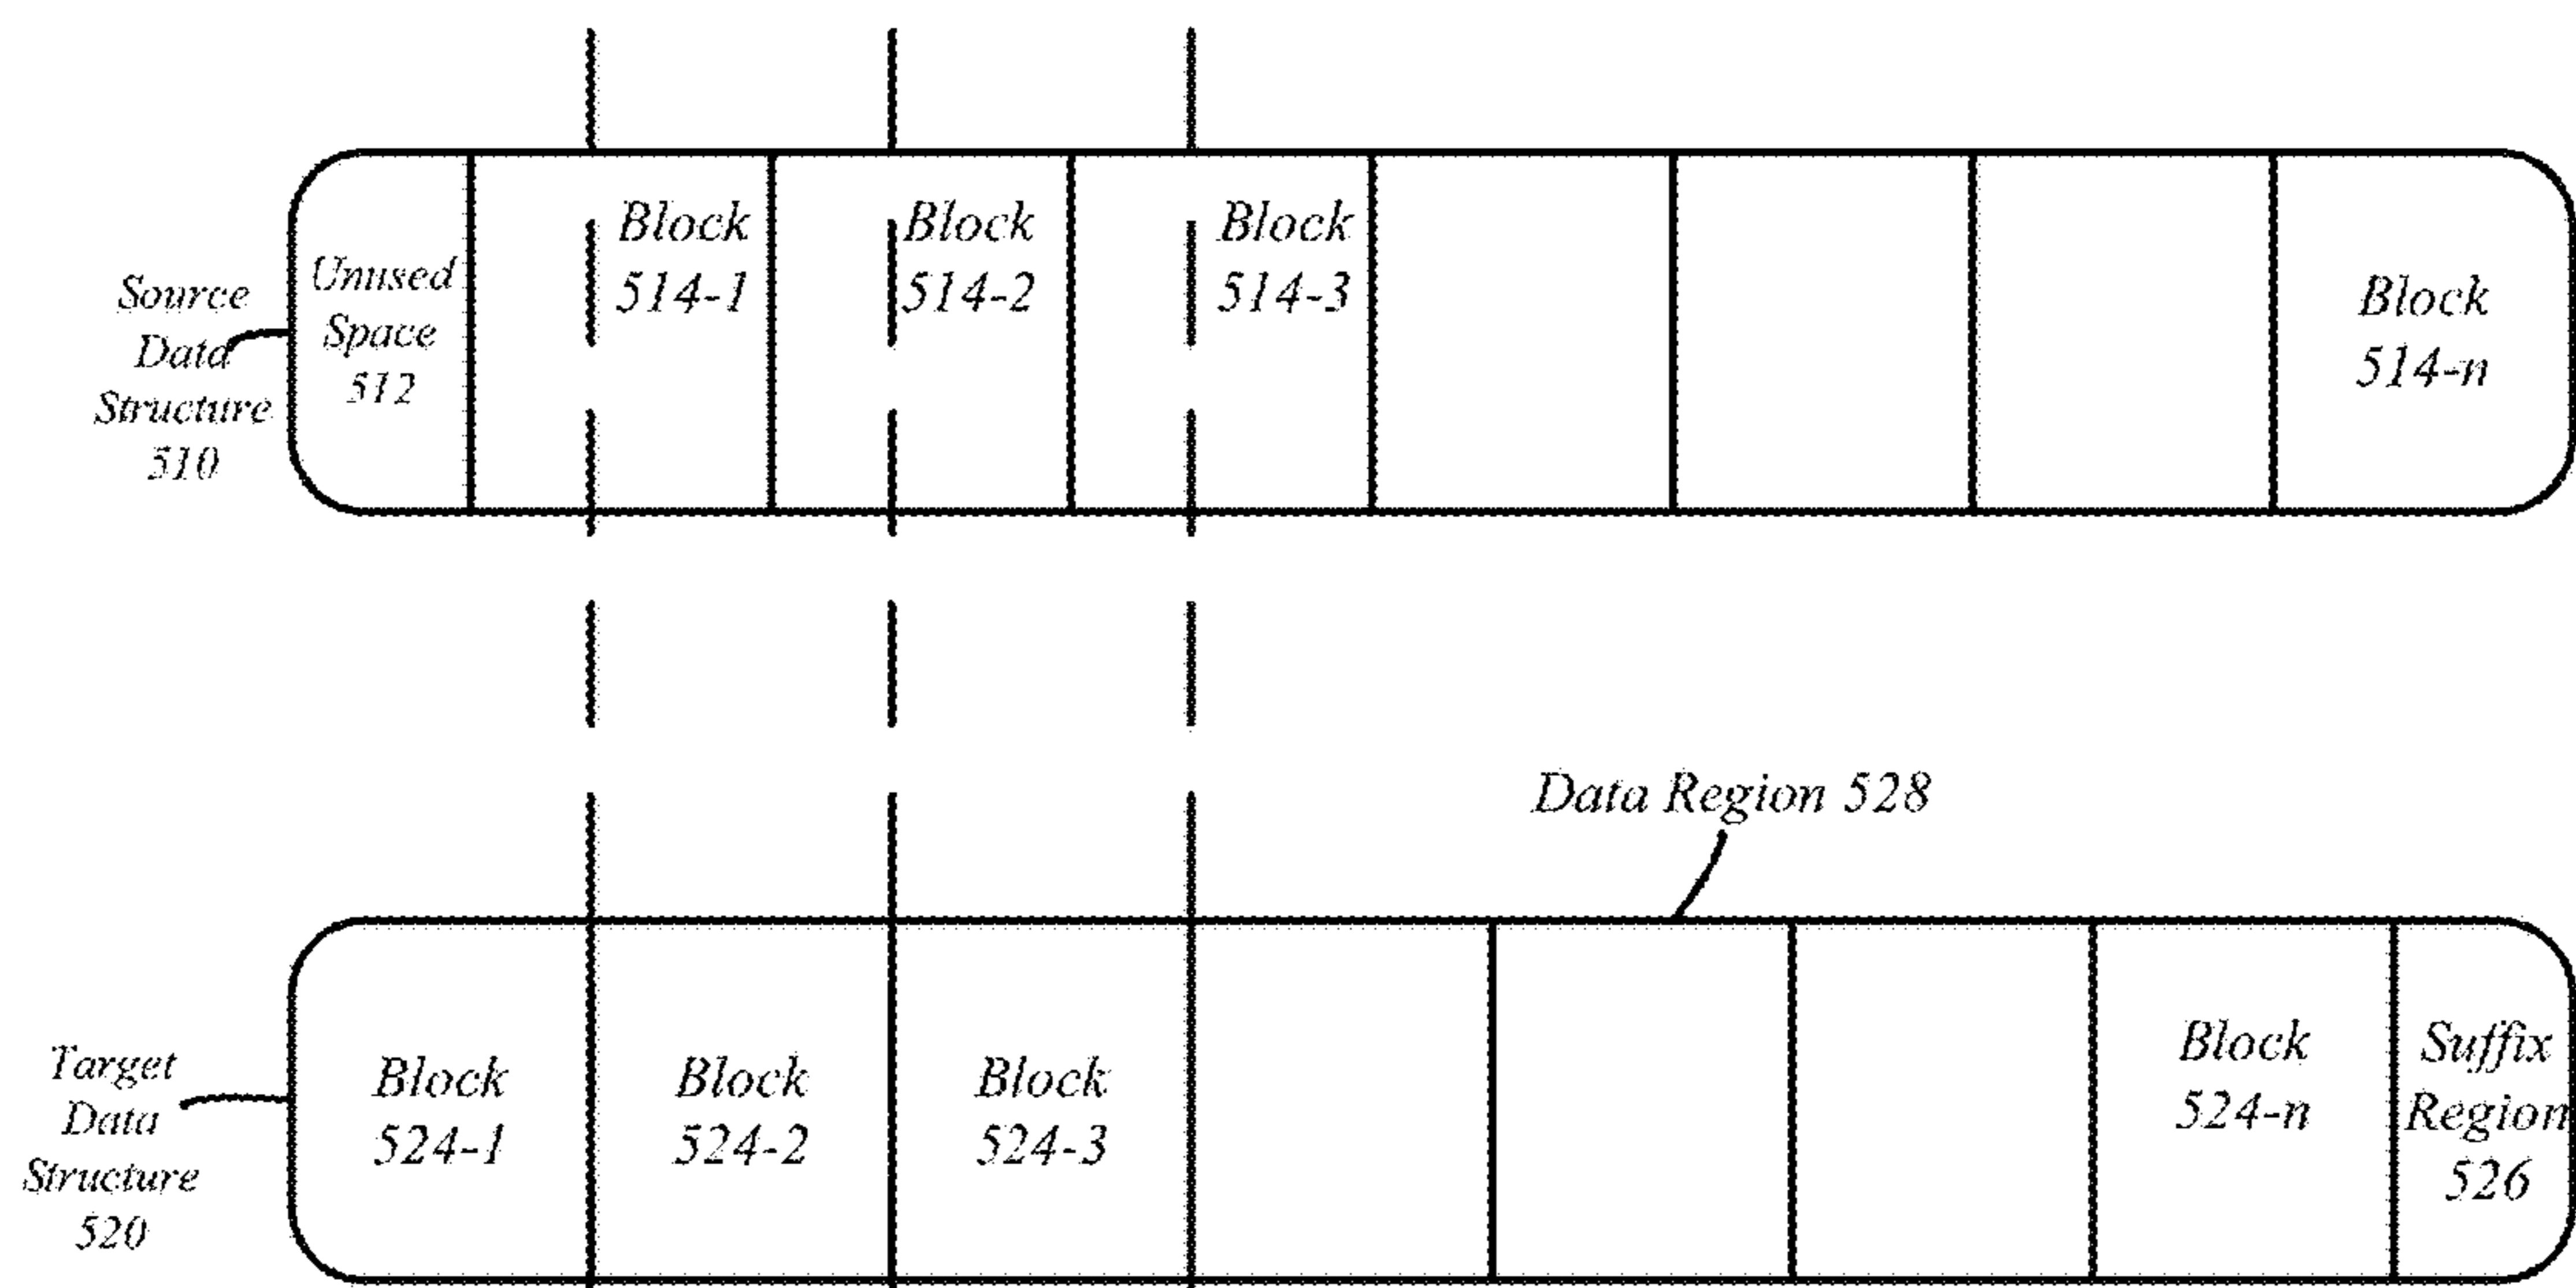 Source
Data
Structure
510
Unused
Space
512
Block
514-1
Block
514-2
Block
514-3
Block
514-n
Data Region 528
Target
Data
Structure
520
Block
524-1
Block
524-2
Block
524-3
Block
524-n
Suffix
Region
526